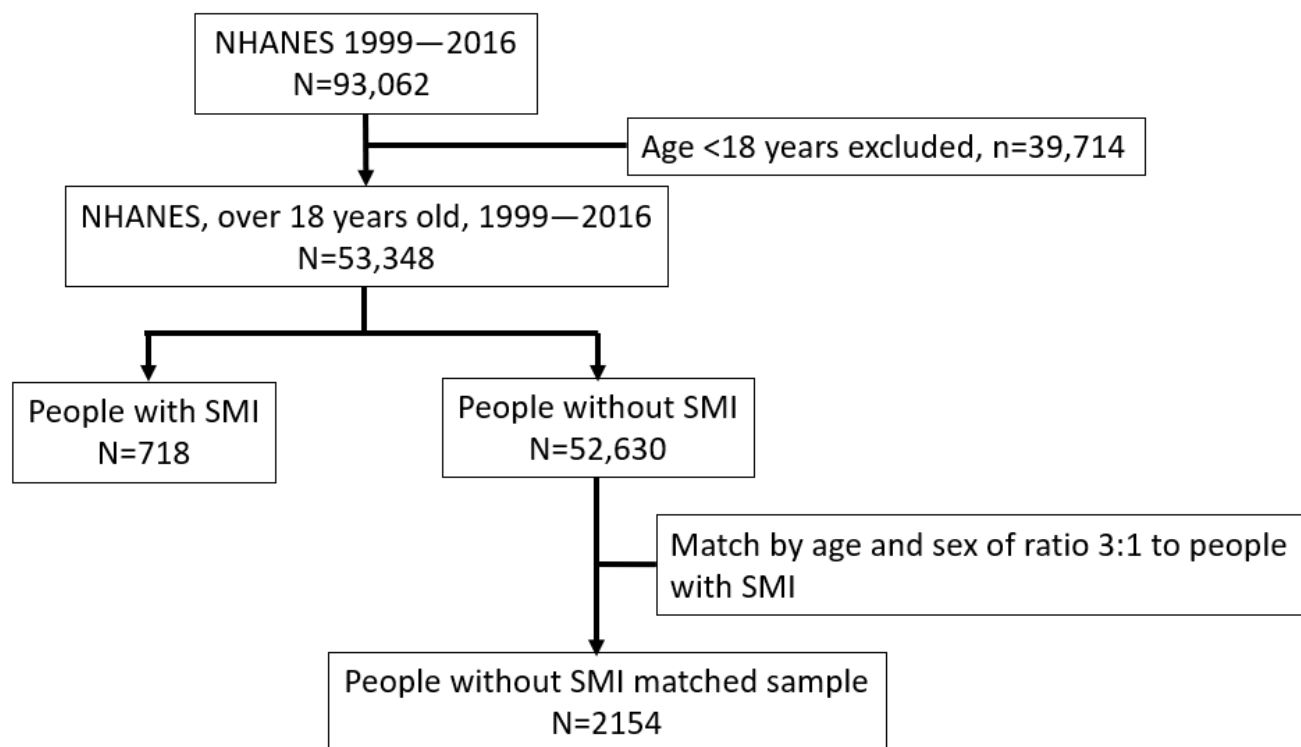 NHANES 1999—2016
N=93,062
Age <18 years excluded, n=39,714
NHANES, over 18 years old, 1999—2016
N=53,348
People with SMI
N=718
People without SMI
N=52,630
Match by age and sex of ratio 3:1 to people
with SMI
People without SMI matched sample
N=2154